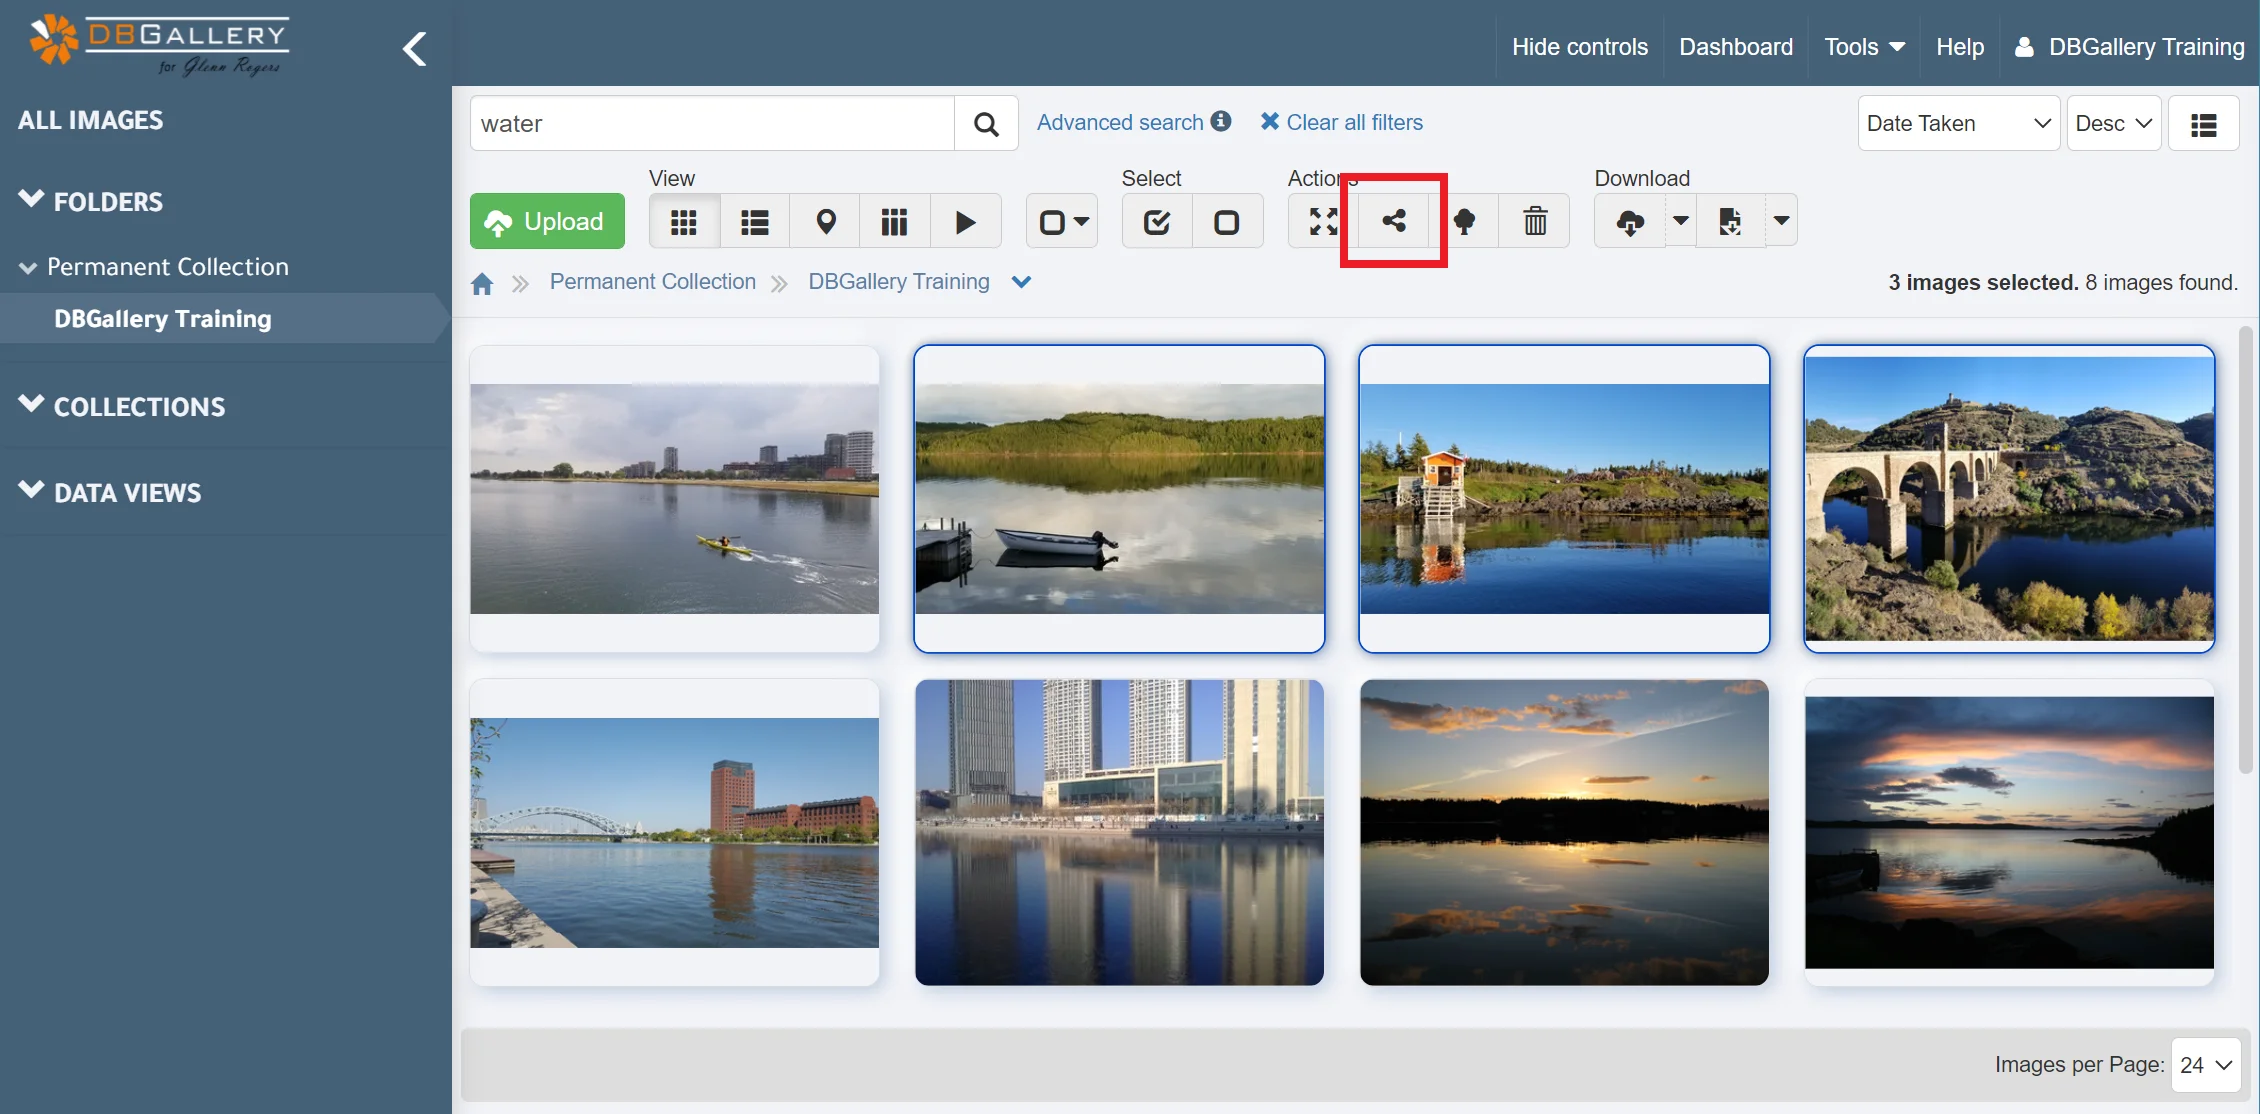 DBGALLERY
for Glenn Rogers
Hide controls
Dashboard
Tools
Help
DBGallery Training
ALL IMAGES
FOLDERS
Permanent Collection
DBGallery Training
COLLECTIONS
DATA VIEWS
water
Advanced search
Clear all filters
Date Taken
Desc
View
Select
Actions
Download
Upload
Permanent Collection
DBGallery Training
3 images selected. 8 images found.
Images per Page: 24